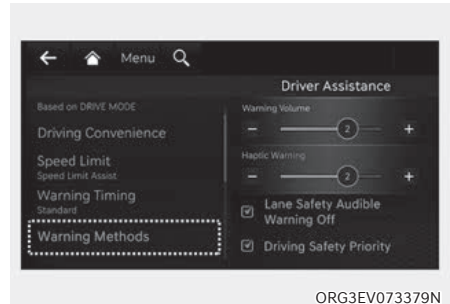 Menu
Driver Assistance
Based on DRIVE MODE
Driving Convenience
Speed Limit
Speed Limit Assist
Warning Timing
Standard
Warning Methods
Warning Volume
− 2 +
Haptic Warning
− 2 +
Lane Safety Audible
Warning Off
Driving Safety Priority
ORG3EV073379N